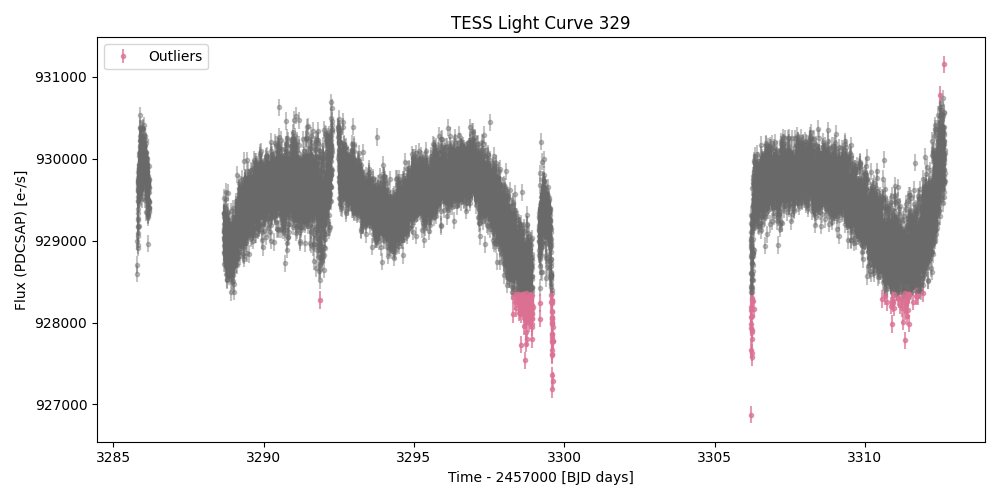 TESS Light Curve 329
Outliers
931000
930000
929000
928000
927000
Flux (PDCSAP) [e-/s]
3285
3290
3295
3300
3305
3310
Time - 2457000 [BJD days]